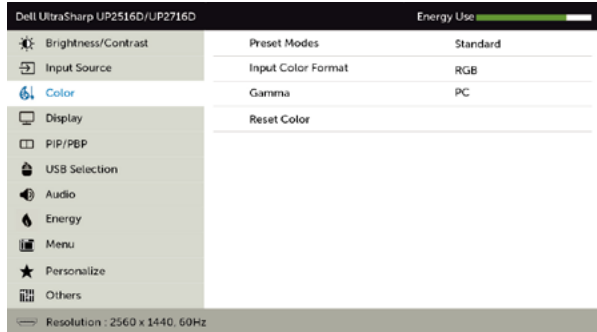 Dell UltraSharp UP2516D/UP2716D Energy Use
Brightness/Contrast Preset Modes Standard
Input Source Input Color Format RGB
Color Gamma PC
Display Reset Color
PIP/PBP
USB Selection
Audio
Energy
Menu
Personalize
Others
Resolution : 2560 x 1440, 60Hz